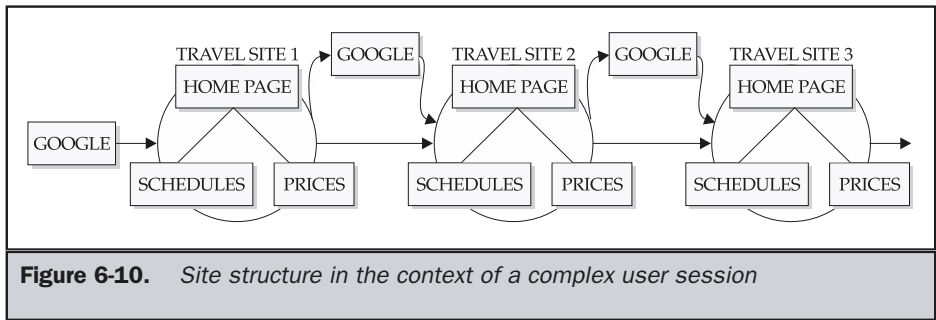 GOOGLE
TRAVEL SITE 1
HOME PAGE
SCHEDULES
PRICES
GOOGLE
TRAVEL SITE 2
HOME PAGE
SCHEDULES
PRICES
GOOGLE
TRAVEL SITE 3
HOME PAGE
SCHEDULES
PRICES
Figure 6-10. Site structure in the context of a complex user session